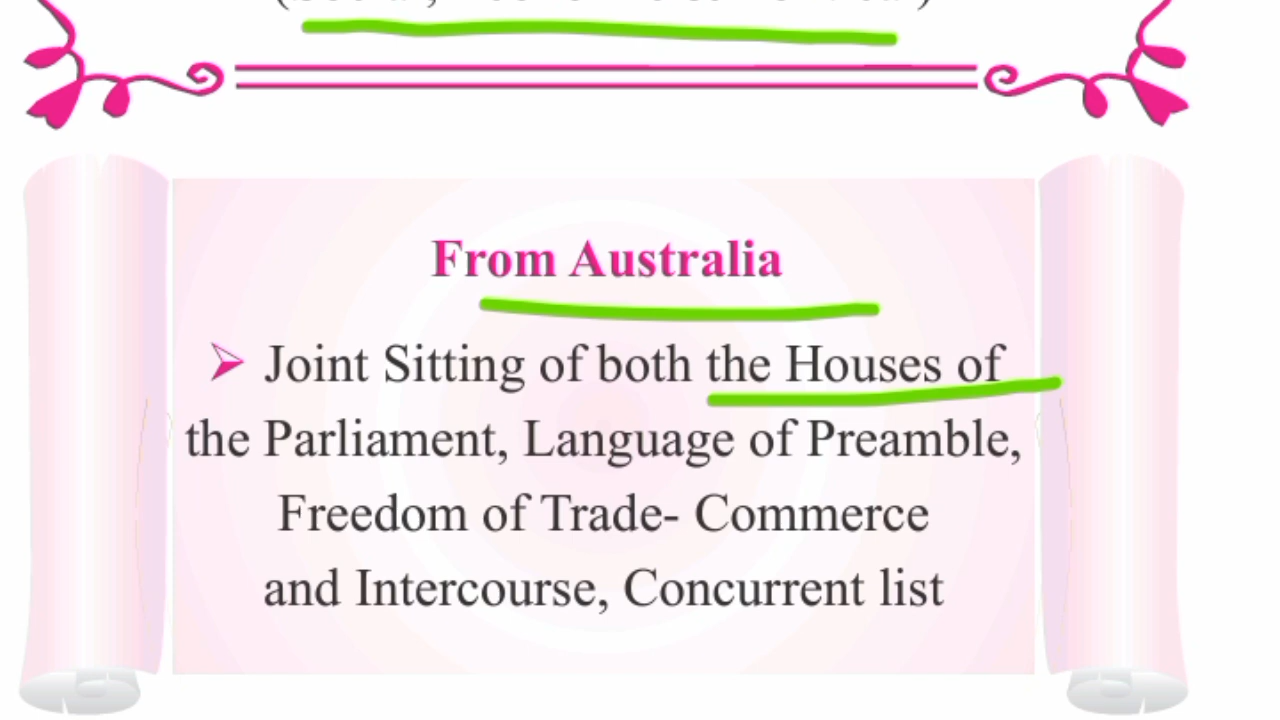 From Australia
Joint Sitting of both the Houses of
the Parliament, Language of Preamble,
Freedom of Trade- Commerce
and Intercourse, Concurrent list